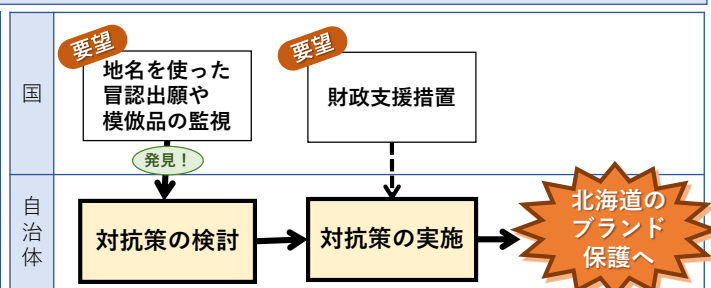 国
要望
地名を使った
冒認出願や
模倣品の監視
要望
財政支援措置
発見！
自治体
対抗策の検討
対抗策の実施
北海道の
ブランド
保護へ